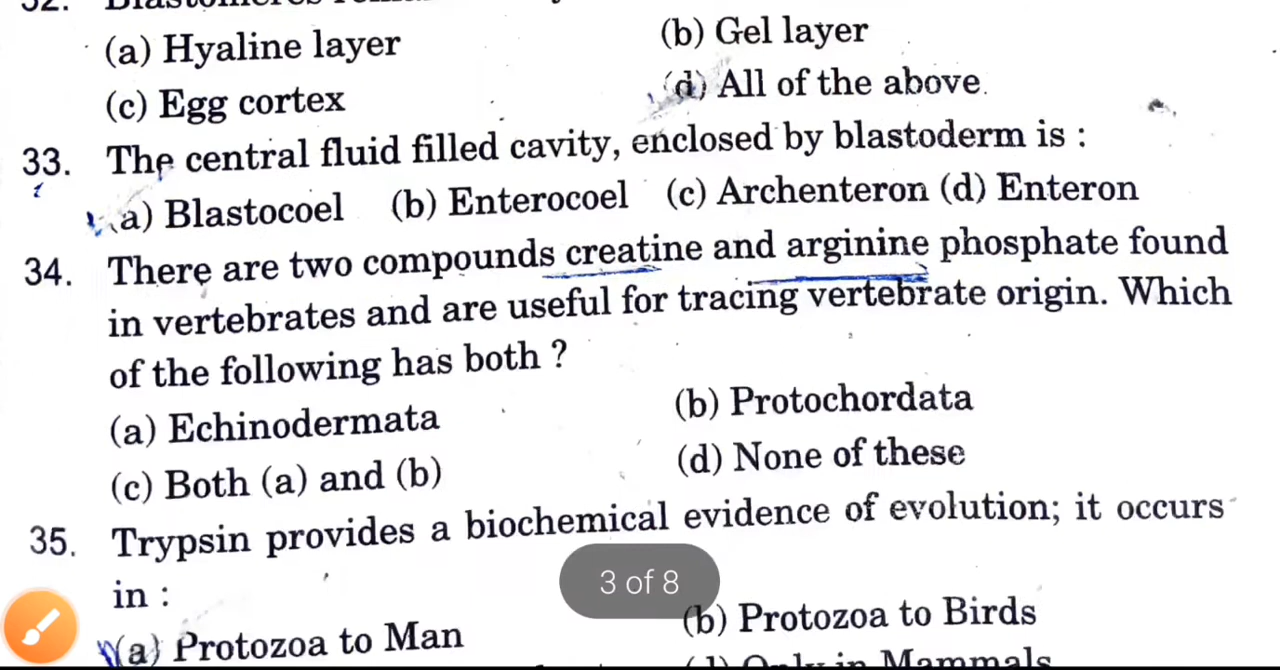 (a) Hyaline layer (b) Gel layer
(c) Egg cortex (d) All of the above.
33. The central fluid filled cavity, enclosed by blastoderm is :
(a) Blastocoel (b) Enterocoel (c) Archenteron (d) Enteron
34. There are two compounds creatine and arginine phosphate found
in vertebrates and are useful for tracing vertebrate origin. Which
of the following has both ?
(a) Echinodermata (b) Protochordata
(c) Both (a) and (b) (d) None of these
35. Trypsin provides a biochemical evidence of evolution; it occurs
in :
3 of 8
(a) Protozoa to Man (b) Protozoa to Birds
(d) Only in Mammals